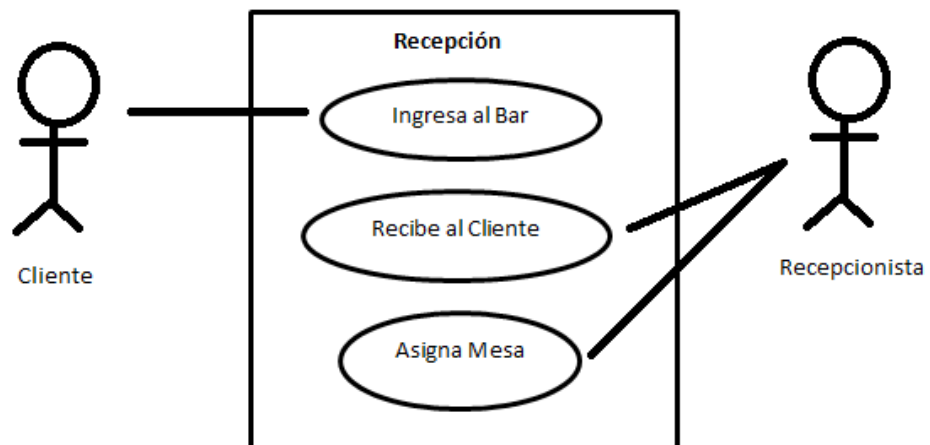 Recepción
Ingresa al Bar
Recibe al Cliente
Cliente
Recepcionista
Asigna Mesa